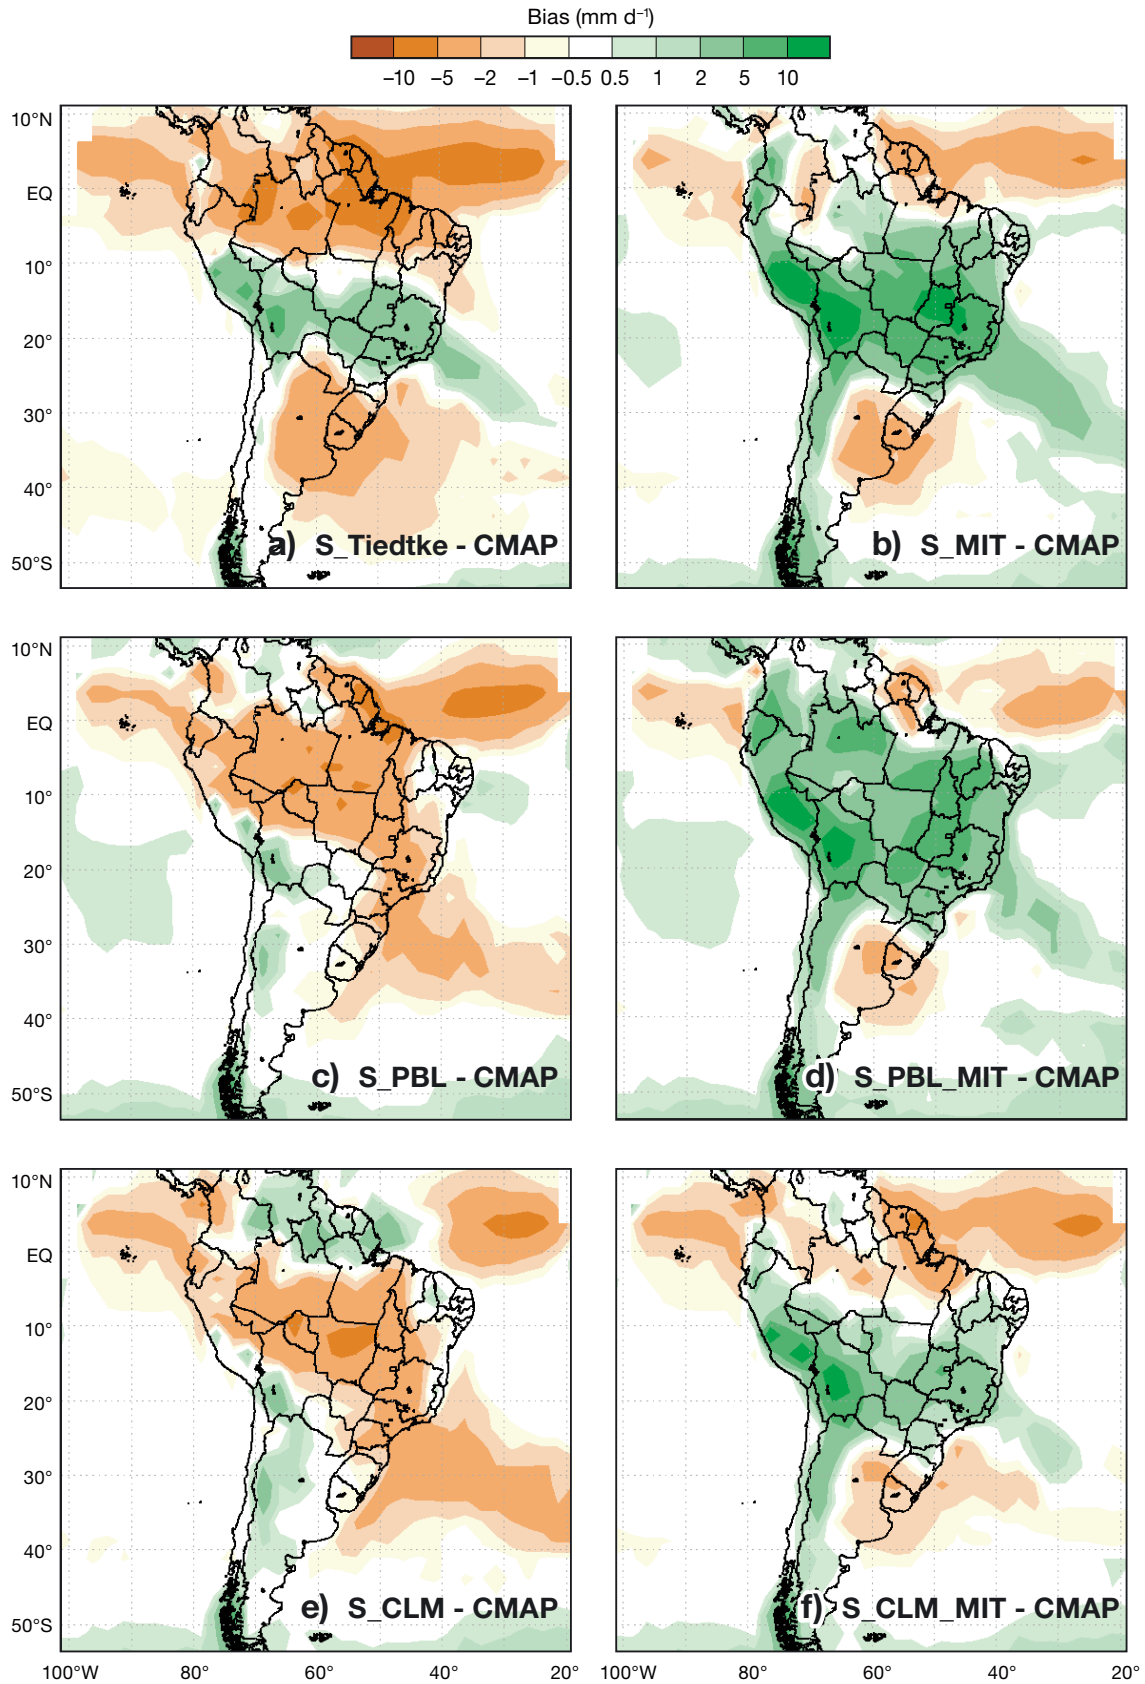 Bias (mm d⁻¹)
−10 −5 −2 −1 −0.5 0.5 1 2 5 10
10°N
EQ
10°
20°
30°
40°
50°S
a) S_Tiedtke - CMAP
b) S_MIT - CMAP
10°N
EQ
10°
20°
30°
40°
50°S
c) S_PBL - CMAP
d) S_PBL_MIT - CMAP
10°N
EQ
10°
20°
30°
40°
50°S
e) S_CLM - CMAP
f) S_CLM_MIT - CMAP
100°W 80° 60° 40° 20° 100°W 80° 60° 40° 20°